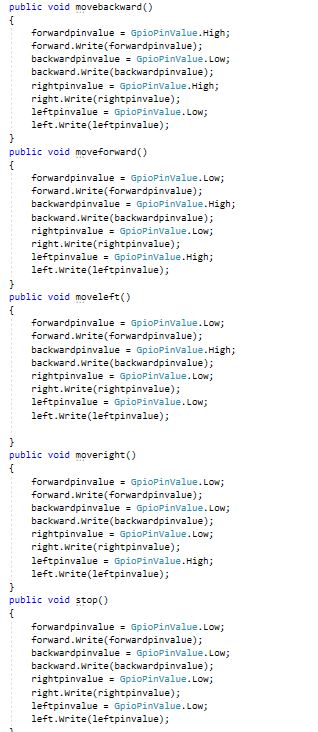 public void movebackward()
{
forwardpinvalue = GpioPinValue.High;
forward.Write(forwardpinvalue);
backwardpinvalue = GpioPinValue.Low;
backward.Write(backwardpinvalue);
rightpinvalue = GpioPinValue.High;
right.Write(rightpinvalue);
leftpinvalue = GpioPinValue.Low;
left.Write(leftpinvalue);
}
public void moveforward()
{
forwardpinvalue = GpioPinValue.Low;
forward.Write(forwardpinvalue);
backwardpinvalue = GpioPinValue.High;
backward.Write(backwardpinvalue);
rightpinvalue = GpioPinValue.Low;
right.Write(rightpinvalue);
leftpinvalue = GpioPinValue.High;
left.Write(leftpinvalue);
}
public void moveleft()
{
forwardpinvalue = GpioPinValue.Low;
forward.Write(forwardpinvalue);
backwardpinvalue = GpioPinValue.High;
backward.Write(backwardpinvalue);
rightpinvalue = GpioPinValue.Low;
right.Write(rightpinvalue);
leftpinvalue = GpioPinValue.Low;
left.Write(leftpinvalue);
}
public void moveright()
{
forwardpinvalue = GpioPinValue.Low;
forward.Write(forwardpinvalue);
backwardpinvalue = GpioPinValue.Low;
backward.Write(backwardpinvalue);
rightpinvalue = GpioPinValue.Low;
right.Write(rightpinvalue);
leftpinvalue = GpioPinValue.High;
left.Write(leftpinvalue);
}
public void stop()
{
forwardpinvalue = GpioPinValue.Low;
forward.Write(forwardpinvalue);
backwardpinvalue = GpioPinValue.Low;
backward.Write(backwardpinvalue);
rightpinvalue = GpioPinValue.Low;
right.Write(rightpinvalue);
leftpinvalue = GpioPinValue.Low;
left.Write(leftpinvalue);
}